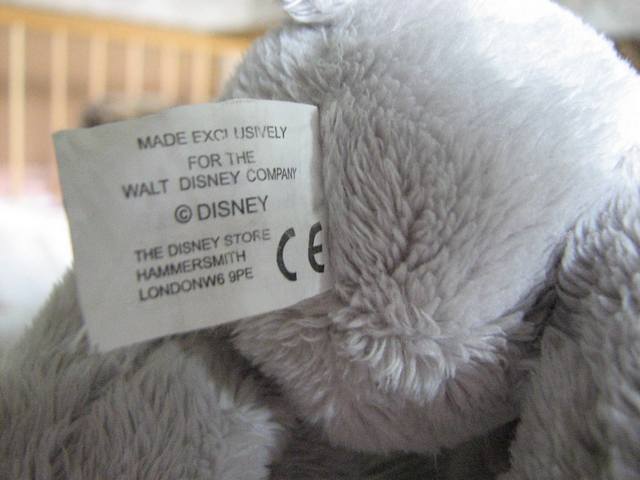 MADE EXCLUSIVELY
FOR THE
WALT DISNEY COMPANY
© DISNEY
THE DISNEY STORE
HAMMERSMITH
LONDONW6 9PE
CE